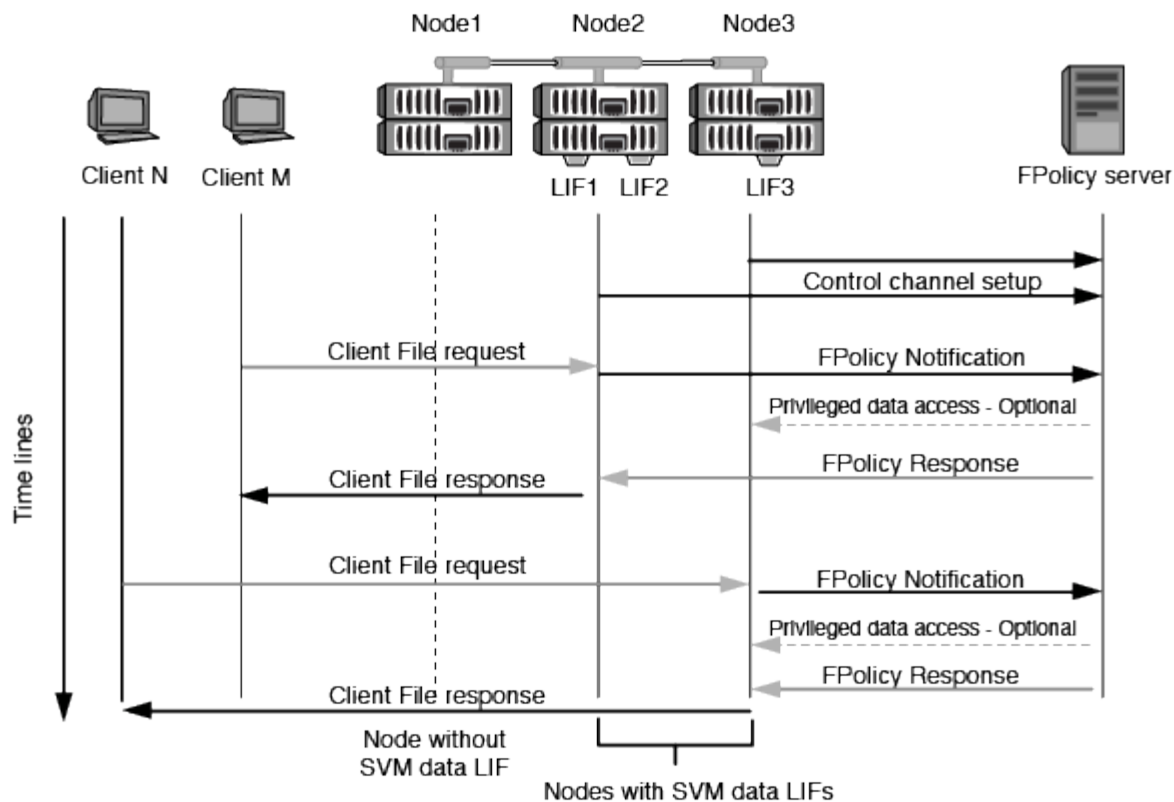 Node1
Node2
Node3
Client N
Client M
LIF1
LIF2
LIF3
FPolicy server
Control channel setup
Client File request
FPolicy Notification
Privileged data access - Optional
FPolicy Response
Client File response
Time lines
Client File request
FPolicy Notification
Privileged data access - Optional
FPolicy Response
Client File response
Node without
SVM data LIF
Nodes with SVM data LIFs